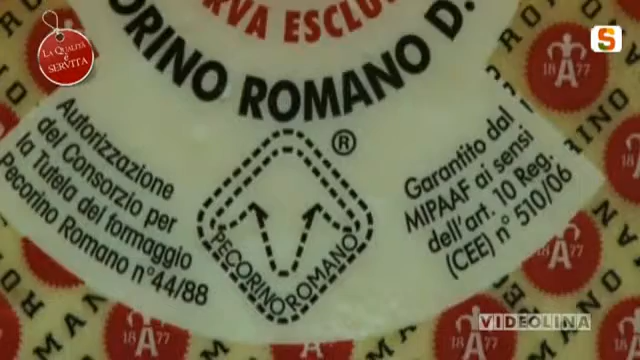 La Qualità
è
SERVITA
S
RVA ESCLU
ORINO ROMANO D.
Autorizzazione
del Consorzio per
la Tutela del formaggio
Pecorino Romano n°44/88
®
PECORINO ROMANO
Garantito dal
MIPAAF ai sensi
dell'art. 10 Reg.
(CEE) n° 510/06
18 A 77
VIDEOLINA